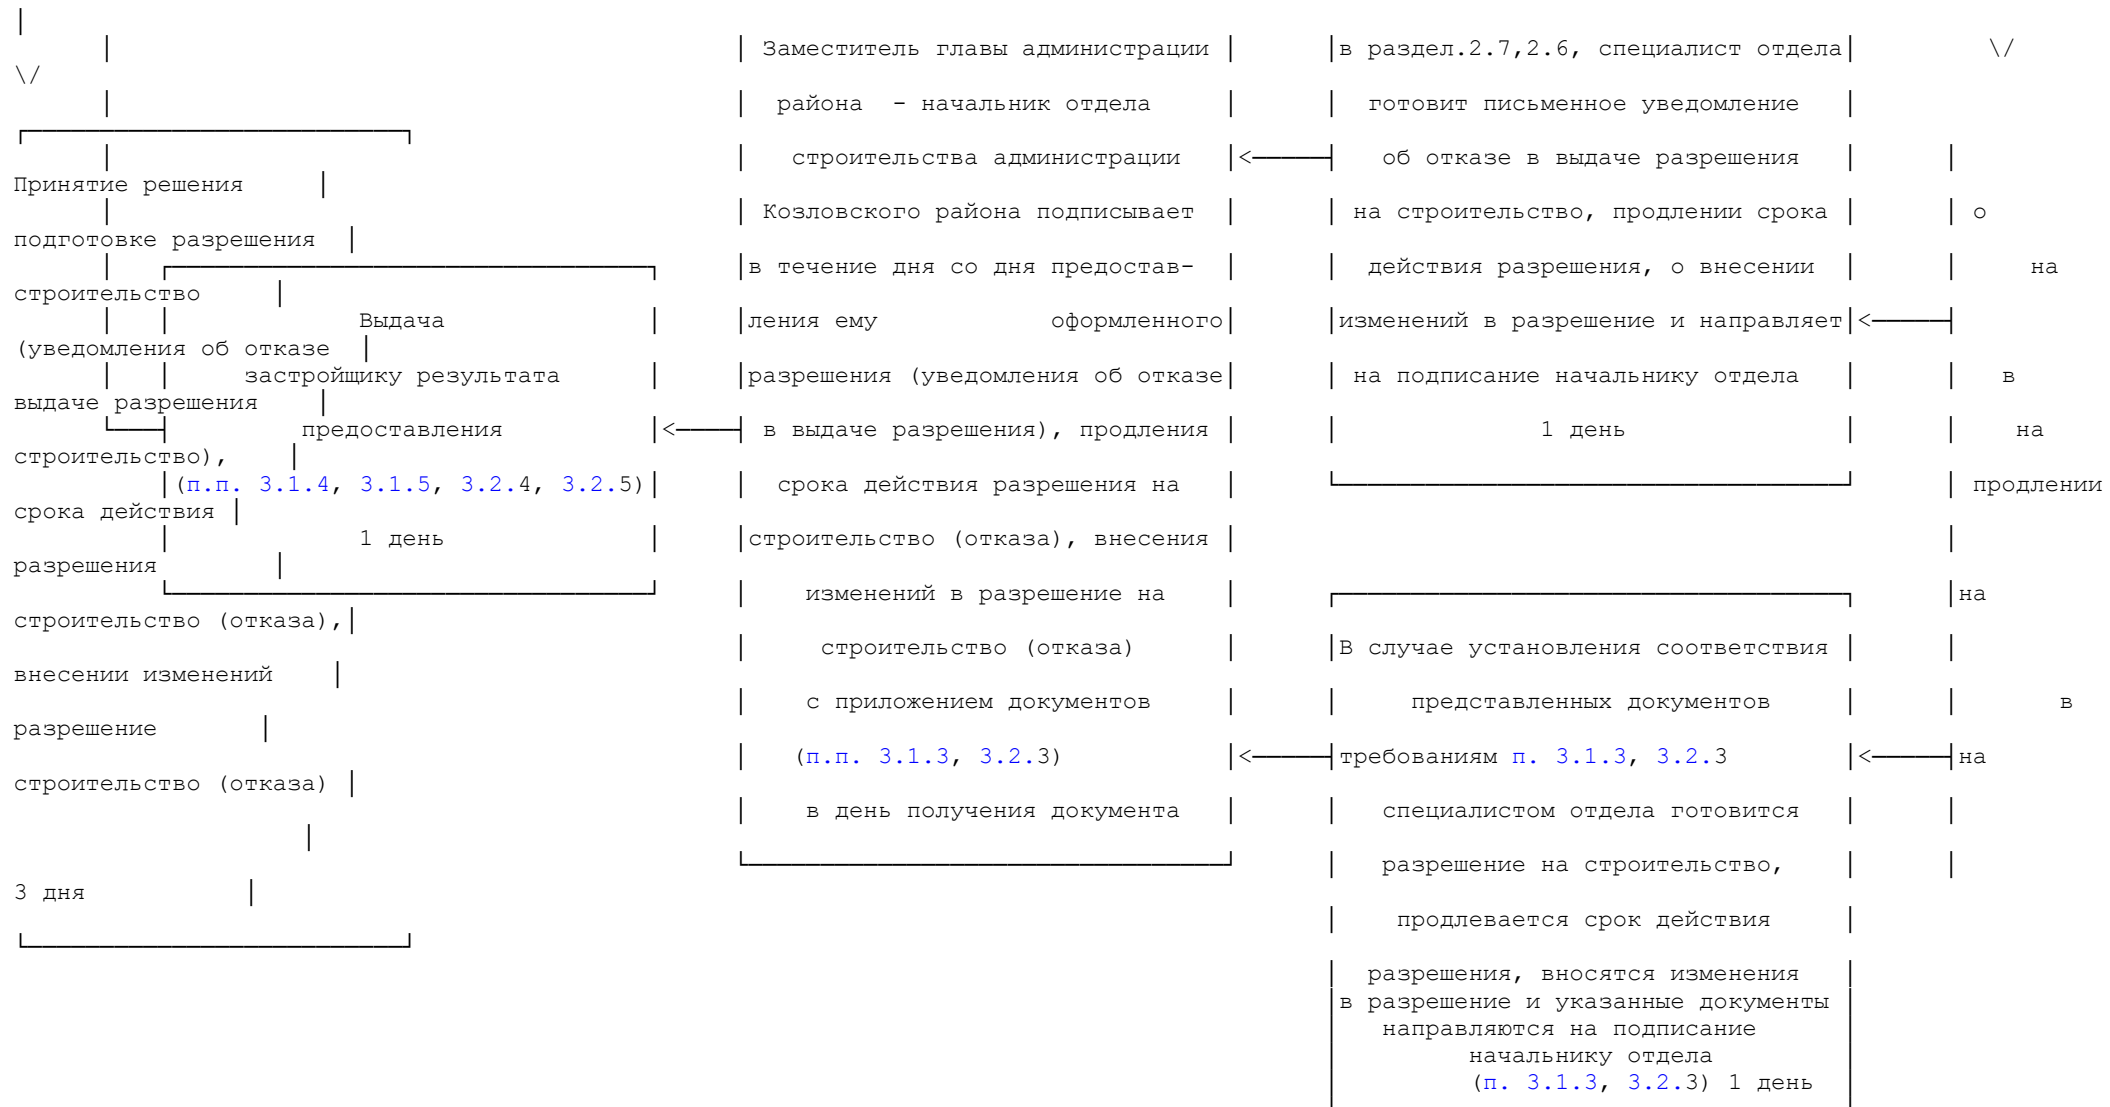 Заместитель главы администрации в раздел.2.7,2.6, специалист отдела \/
\/
района - начальник отдела готовит письменное уведомление
строительства администрации об отказе в выдаче разрешения
Принятие решения
Козловского района подписывает на строительство, продлении срока о
подготовке разрешения
в течение дня со дня предостав- действия разрешения, о внесении на
строительство
Выдача ления ему оформленного изменений в разрешение и направляет
(уведомления об отказе
застройщику результата разрешения (уведомления об отказе на подписание начальнику отдела в
выдаче разрешения
предоставления в выдаче разрешения), продления 1 день на
строительство),
(п.п. 3.1.4, 3.1.5, 3.2.4, 3.2.5) срока действия разрешения на продлении
срока действия
1 день строительство (отказа), внесения
разрешения
изменений в разрешение на на
строительство (отказа),
строительство (отказа) В случае установления соответствия
внесении изменений
с приложением документов представленных документов в
разрешение
(п.п. 3.1.3, 3.2.3) требованиям п. 3.1.3, 3.2.3 на
строительство (отказа)
в день получения документа специалистом отдела готовится
разрешение на строительство,
3 дня
продлевается срок действия
разрешения, вносятся изменения
в разрешение и указанные документы
направляются на подписание
начальнику отдела
(п. 3.1.3, 3.2.3) 1 день